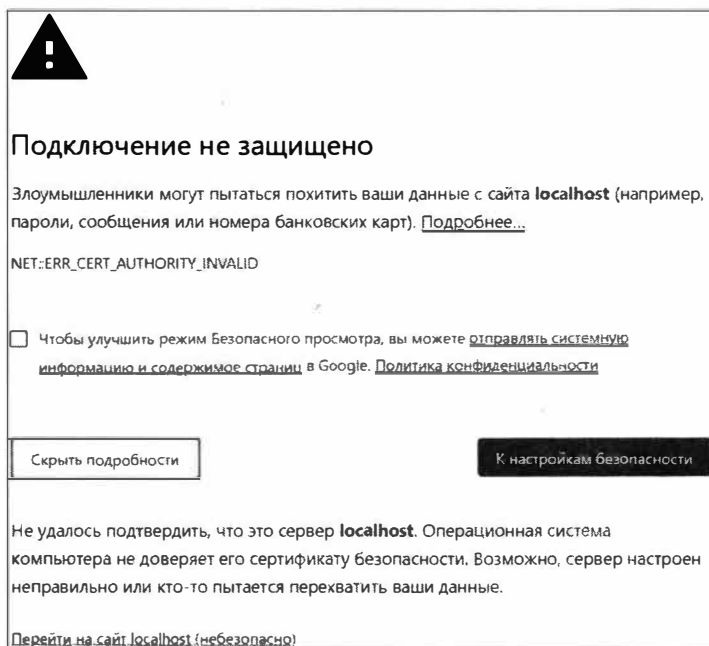 Подключение не защищено
Злоумышленники могут пытаться похитить ваши данные с сайта localhost (например,
пароли, сообщения или номера банковских карт). Подробнее...
NET::ERR_CERT_AUTHORITY_INVALID
Чтобы улучшить режим Безопасного просмотра, вы можете отправлять системную
информацию и содержимое страниц в Google. Политика конфиденциальности
Скрыть подробности
К настройкам безопасности
Не удалось подтвердить, что это сервер localhost. Операционная система
компьютера не доверяет его сертификату безопасности. Возможно, сервер настроен
неправильно или кто-то пытается перехватить ваши данные.
Перейти на сайт localhost (небезопасно)